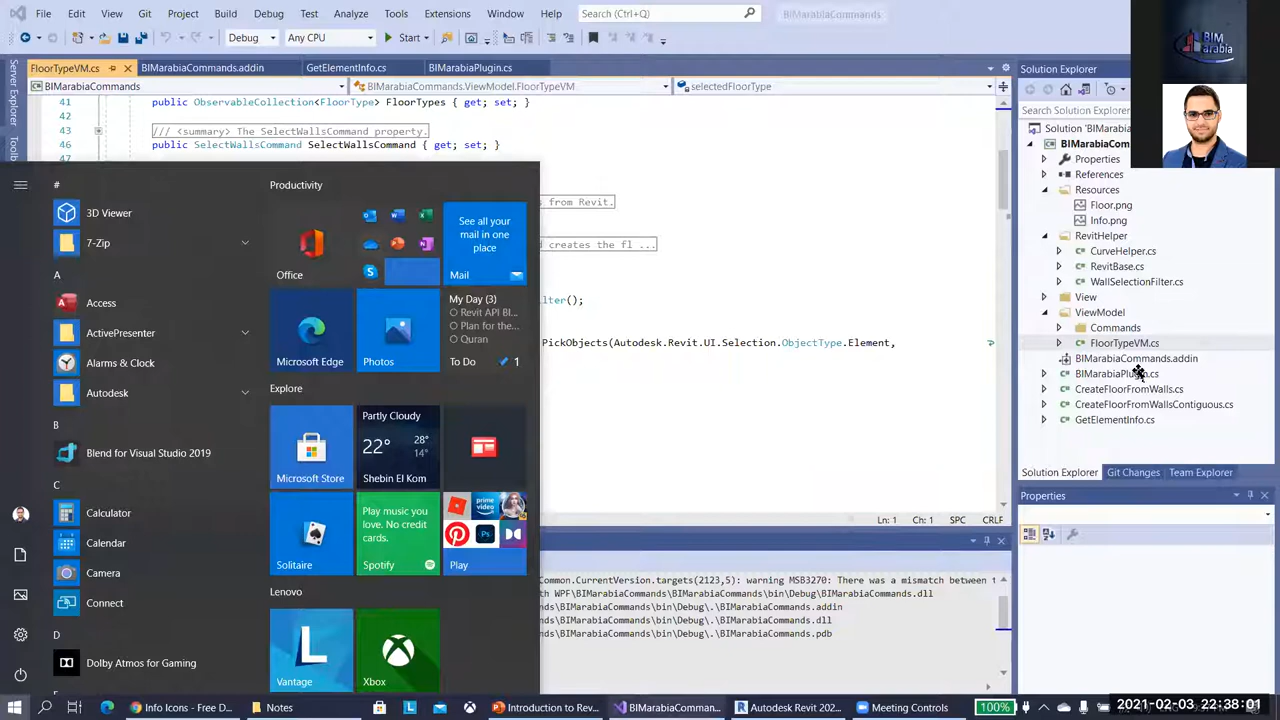 File
Edit
View
Git
Project
Build
Debug
Test
Analyze
Tools
Extensions
Window
Help
Search (Ctrl+Q)
BIMarabiaCommands
BIM
arabia
Debug
Any CPU
Start
FloorTypeVM.cs
BIMarabiaCommands.addin
GetElementInfo.cs
BIMarabiaPlugin.cs
BIMarabiaCommands
BIMarabiaCommands.ViewModel.FloorTypeVM
selectedFloorType
Server Explorer
41 public ObservableCollection<FloorType> FloorTypes { get; set; }
42
43 /// <summary> The SelectWallsCommand property.
46 public SelectWallsCommand SelectWallsCommand { get; set; }
47
s from Revit.
d creates the fl ...
lter();
PickObjects(Autodesk.Revit.UI.Selection.ObjectType.Element,
Ln: 1
Ch: 1
SPC
CRLF
Common.CurrentVersion.targets(2123,5): warning MSB3270: There was a mismatch between t
th WPF\BIMarabiaCommands\bin\Debug\BIMarabiaCommands.dll
nds\BIMarabiaCommands\bin\Debug\.\BIMarabiaCommands.addin
nds\BIMarabiaCommands\bin\Debug\.\BIMarabiaCommands.dll
nds\BIMarabiaCommands\bin\Debug\.\BIMarabiaCommands.pdb
#
3D Viewer
7-Zip
A
Access
ActivePresenter
Alarms & Clock
Autodesk
B
Blend for Visual Studio 2019
C
Calculator
Calendar
Camera
Connect
D
Dolby Atmos for Gaming
Productivity
Office
See all your
mail in one
place
Mail
Microsoft Edge
Photos
My Day (3)
Revit API BI...
Plan for the...
Quran
To Do
1
Explore
Microsoft Store
Partly Cloudy
22°
28°
14°
Shebin El Kom
Solitaire
Play music you
love. No credit
cards.
Spotify
prime
video
Ps
Play
Lenovo
Vantage
Xbox
Solution Explorer
Search Solution Explorer
Solution 'BIMarabia
BIMarabiaCom
Properties
References
Resources
Floor.png
Info.png
RevitHelper
CurveHelper.cs
RevitBase.cs
WallSelectionFilter.cs
View
ViewModel
Commands
FloorTypeVM.cs
BIMarabiaCommands.addin
BIMarabiaPlugin.cs
CreateFloorFromWalls.cs
CreateFloorFromWallsContiguous.cs
GetElementInfo.cs
Solution Explorer
Git Changes
Team Explorer
Properties
Info Icons – Free D...
Notes
Introduction to Rev...
BIMarabiaComman...
Autodesk Revit 202...
Meeting Controls
100%
2021-02-03 22:38:01